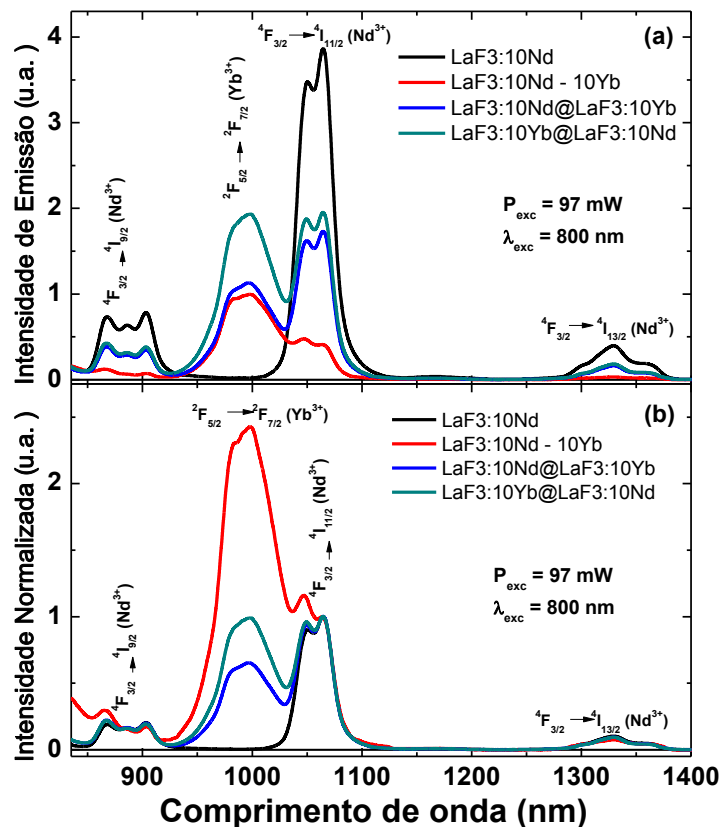 (a)
4
3
2
1
0
Intensidade de Emissão (u.a.)
⁴F₃/₂ → ⁴I₉/₂ (Nd³⁺)
²F₅/₂ → ²F₇/₂ (Yb³⁺)
⁴F₃/₂ → ⁴I₁₁/₂ (Nd³⁺)
LaF3:10Nd
LaF3:10Nd - 10Yb
LaF3:10Nd@LaF3:10Yb
LaF3:10Yb@LaF3:10Nd
Pexc = 97 mW
λexc = 800 nm
⁴F₃/₂ → ⁴I₁₃/₂ (Nd³⁺)
(b)
2
1
0
Intensidade Normalizada (u.a.)
²F₅/₂ → ²F₇/₂ (Yb³⁺)
⁴F₃/₂ → ⁴I₉/₂ (Nd³⁺)
⁴F₃/₂ → ⁴I₁₁/₂ (Nd³⁺)
LaF3:10Nd
LaF3:10Nd - 10Yb
LaF3:10Nd@LaF3:10Yb
LaF3:10Yb@LaF3:10Nd
Pexc = 97 mW
λexc = 800 nm
⁴F₃/₂ → ⁴I₁₃/₂ (Nd³⁺)
900 1000 1100 1200 1300 1400
Comprimento de onda (nm)